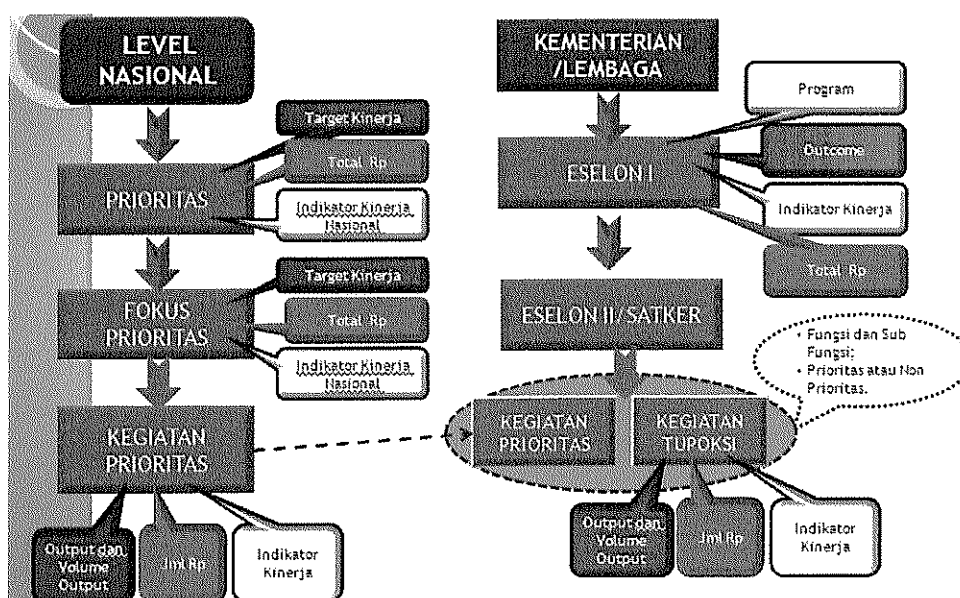 LEVEL
NASIONAL
Target Kinerja
Total Rp
PRIORITAS
Indikator Kinerja
Nasional
Target Kinerja
FOKUS
PRIORITAS
Total Rp
Indikator Kinerja
Nasional
KEGIATAN
PRIORITAS
Output dan
Volume
Output
Jml Rp
Indikator
Kinerja
KEMENTERIAN
/LEMBAGA
Program
Outcome
ESELON I
Indikator Kinerja
Total Rp
ESELON II/SATKER
• Fungsi dan Sub
Fungsi;
• Prioritas atau Non
Prioritas.
KEGIATAN
PRIORITAS
KEGIATAN
TUPOKSI
Output dan
Volume
Output
Jml Rp
Indikator
Kinerja